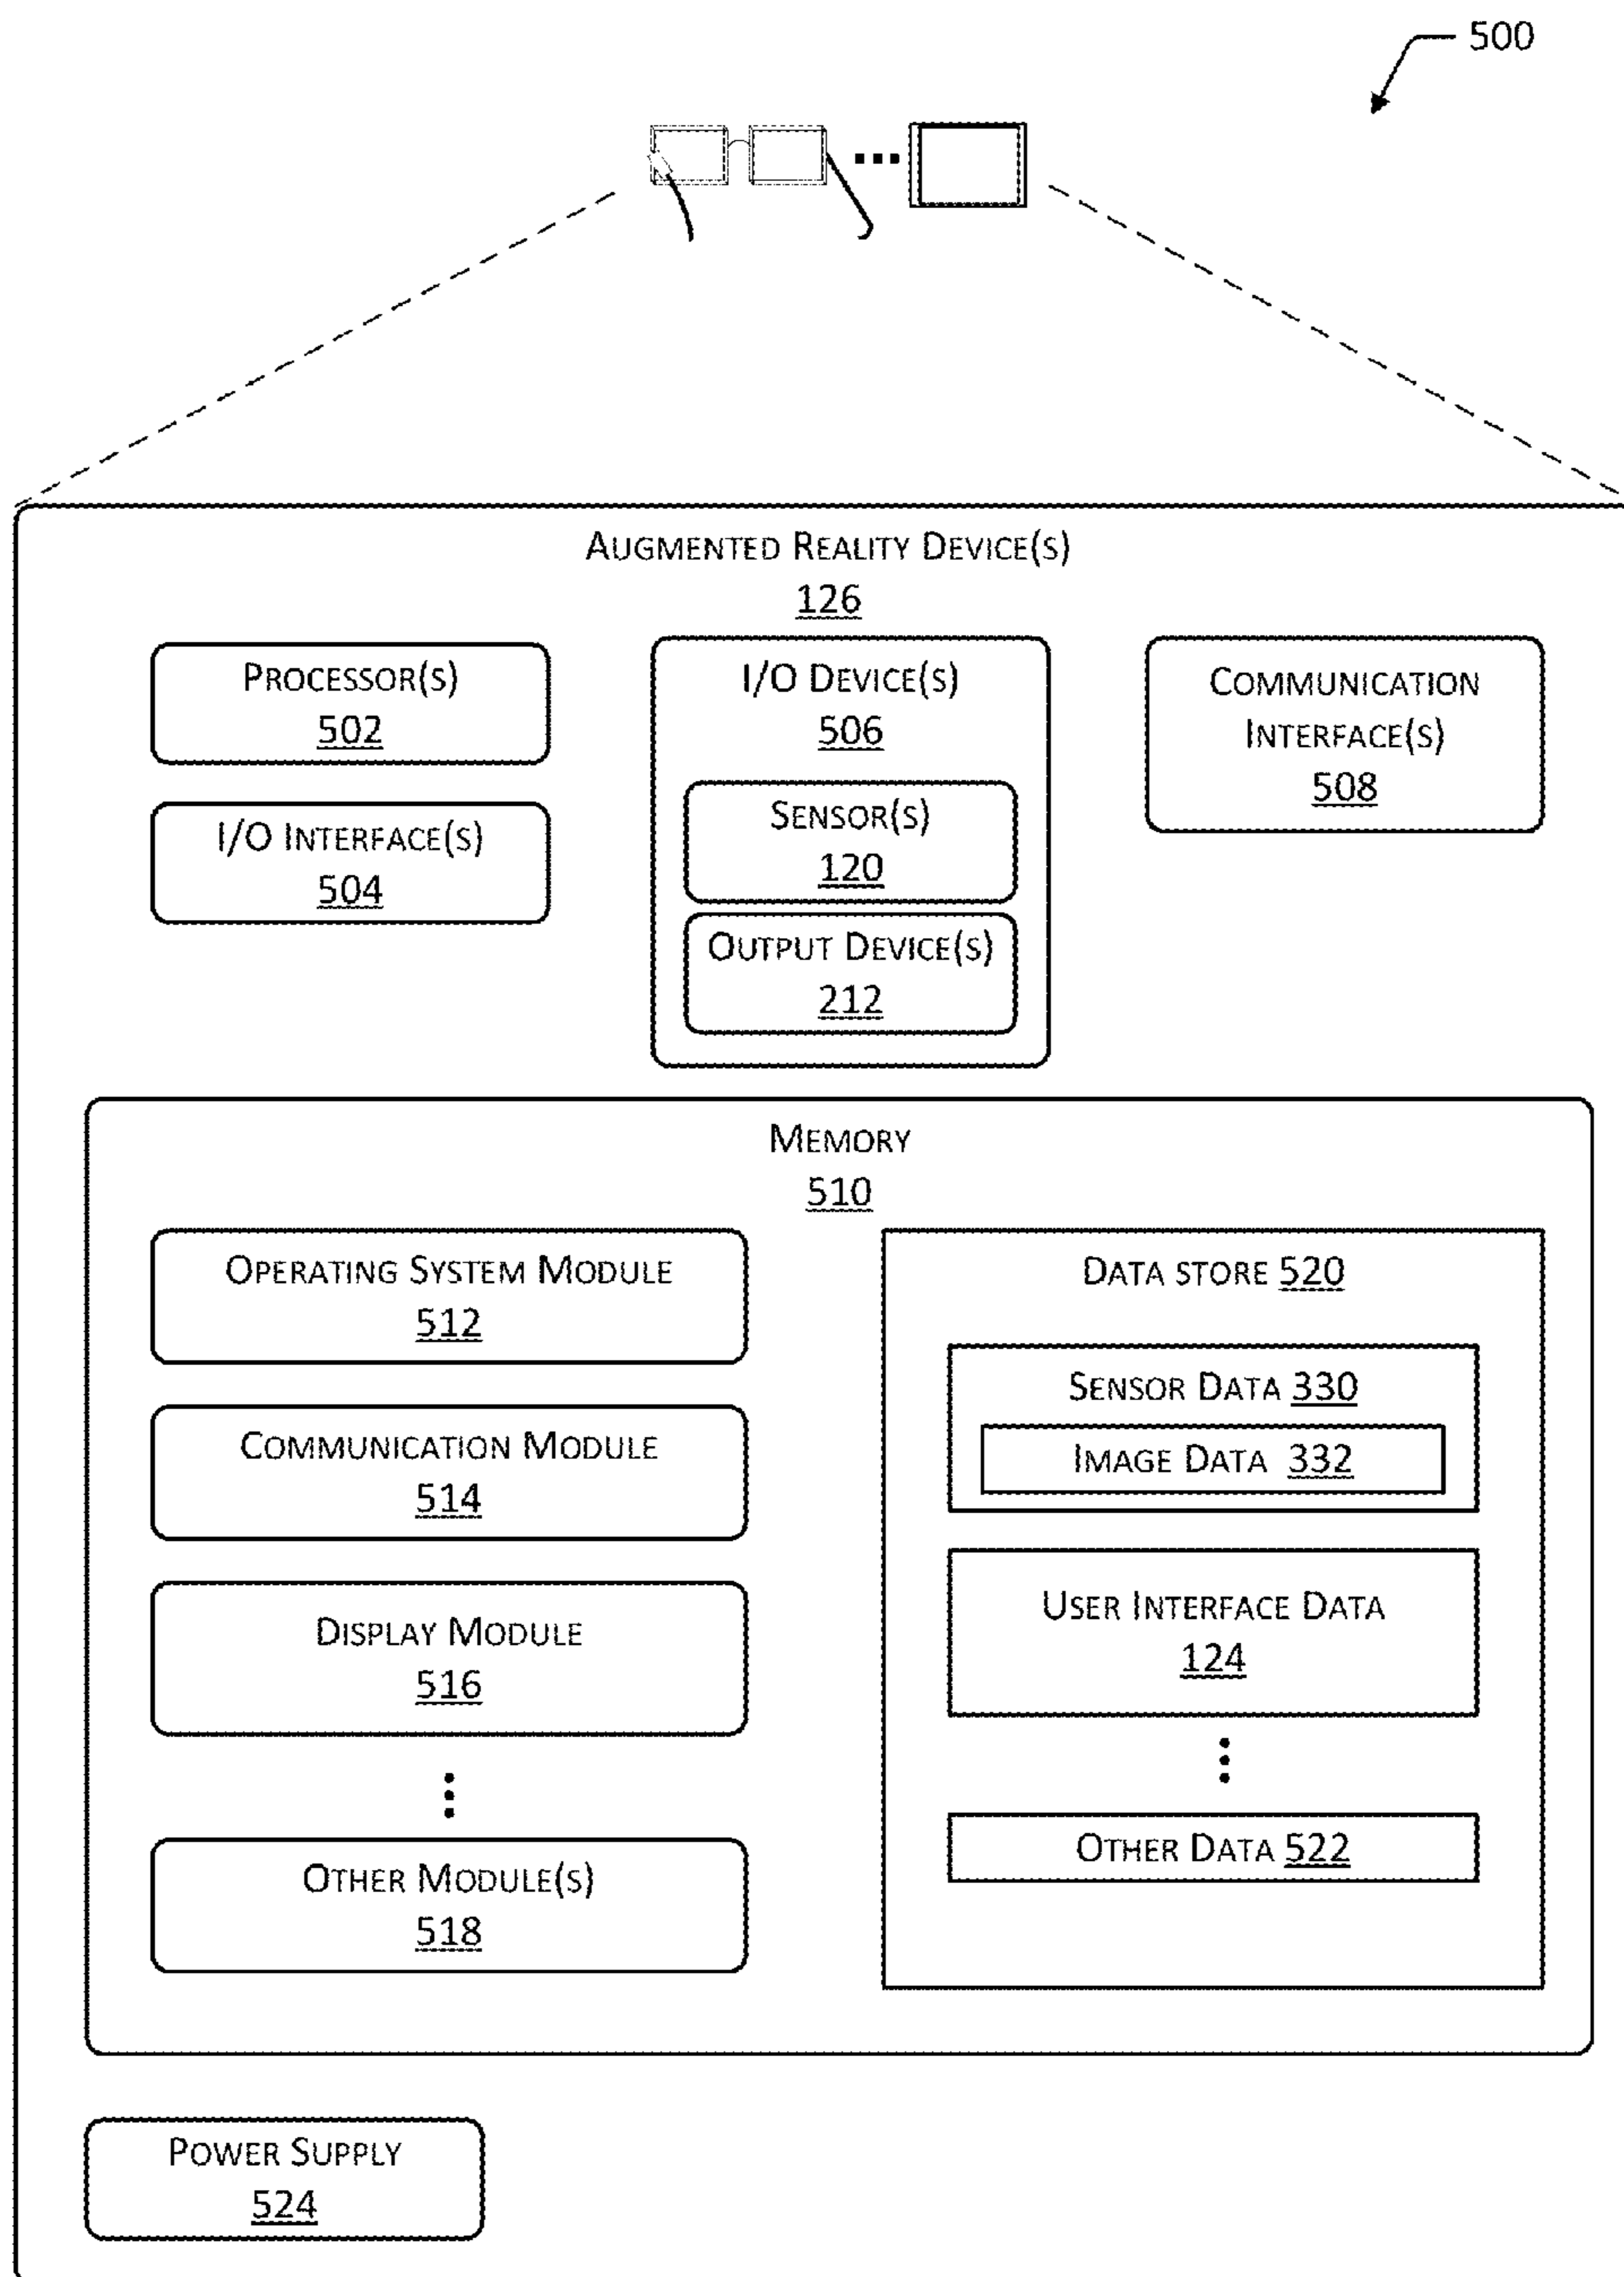 500
AUGMENTED REALITY DEVICE(S)
126
PROCESSOR(S)
502
I/O INTERFACE(S)
504
I/O DEVICE(S)
506
SENSOR(S)
120
OUTPUT DEVICE(S)
212
COMMUNICATION
INTERFACE(S)
508
MEMORY
510
OPERATING SYSTEM MODULE
512
COMMUNICATION MODULE
514
DISPLAY MODULE
516
OTHER MODULE(S)
518
DATA STORE 520
SENSOR DATA 330
IMAGE DATA 332
USER INTERFACE DATA
124
OTHER DATA 522
POWER SUPPLY
524